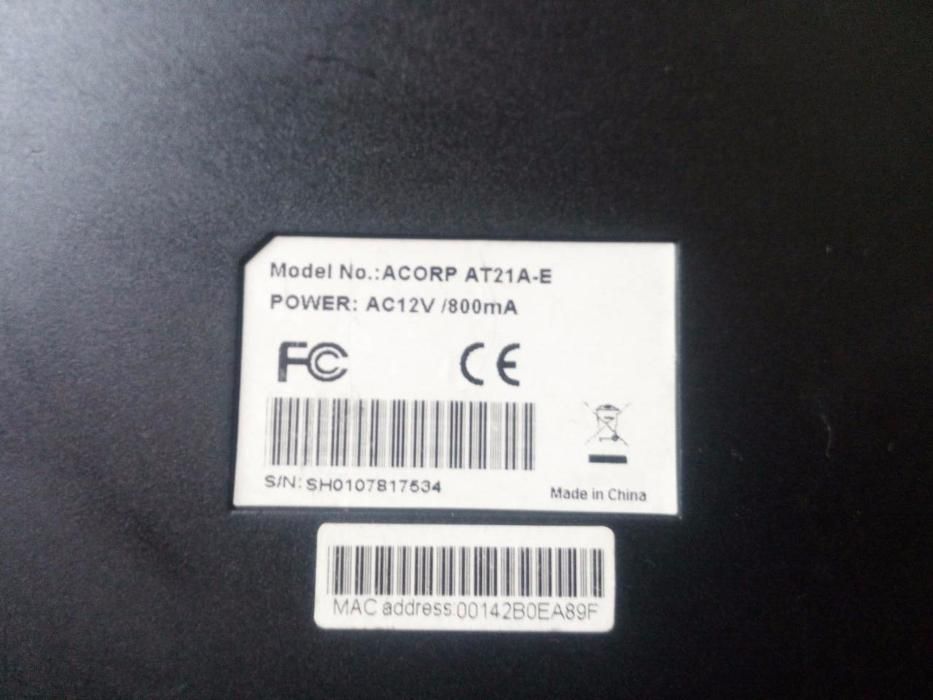 Model No.:ACORP AT21A-E
POWER: AC12V /800mA
FC CE
S/N: SH0107817534
Made in China
MAC address:00142B0EA89F